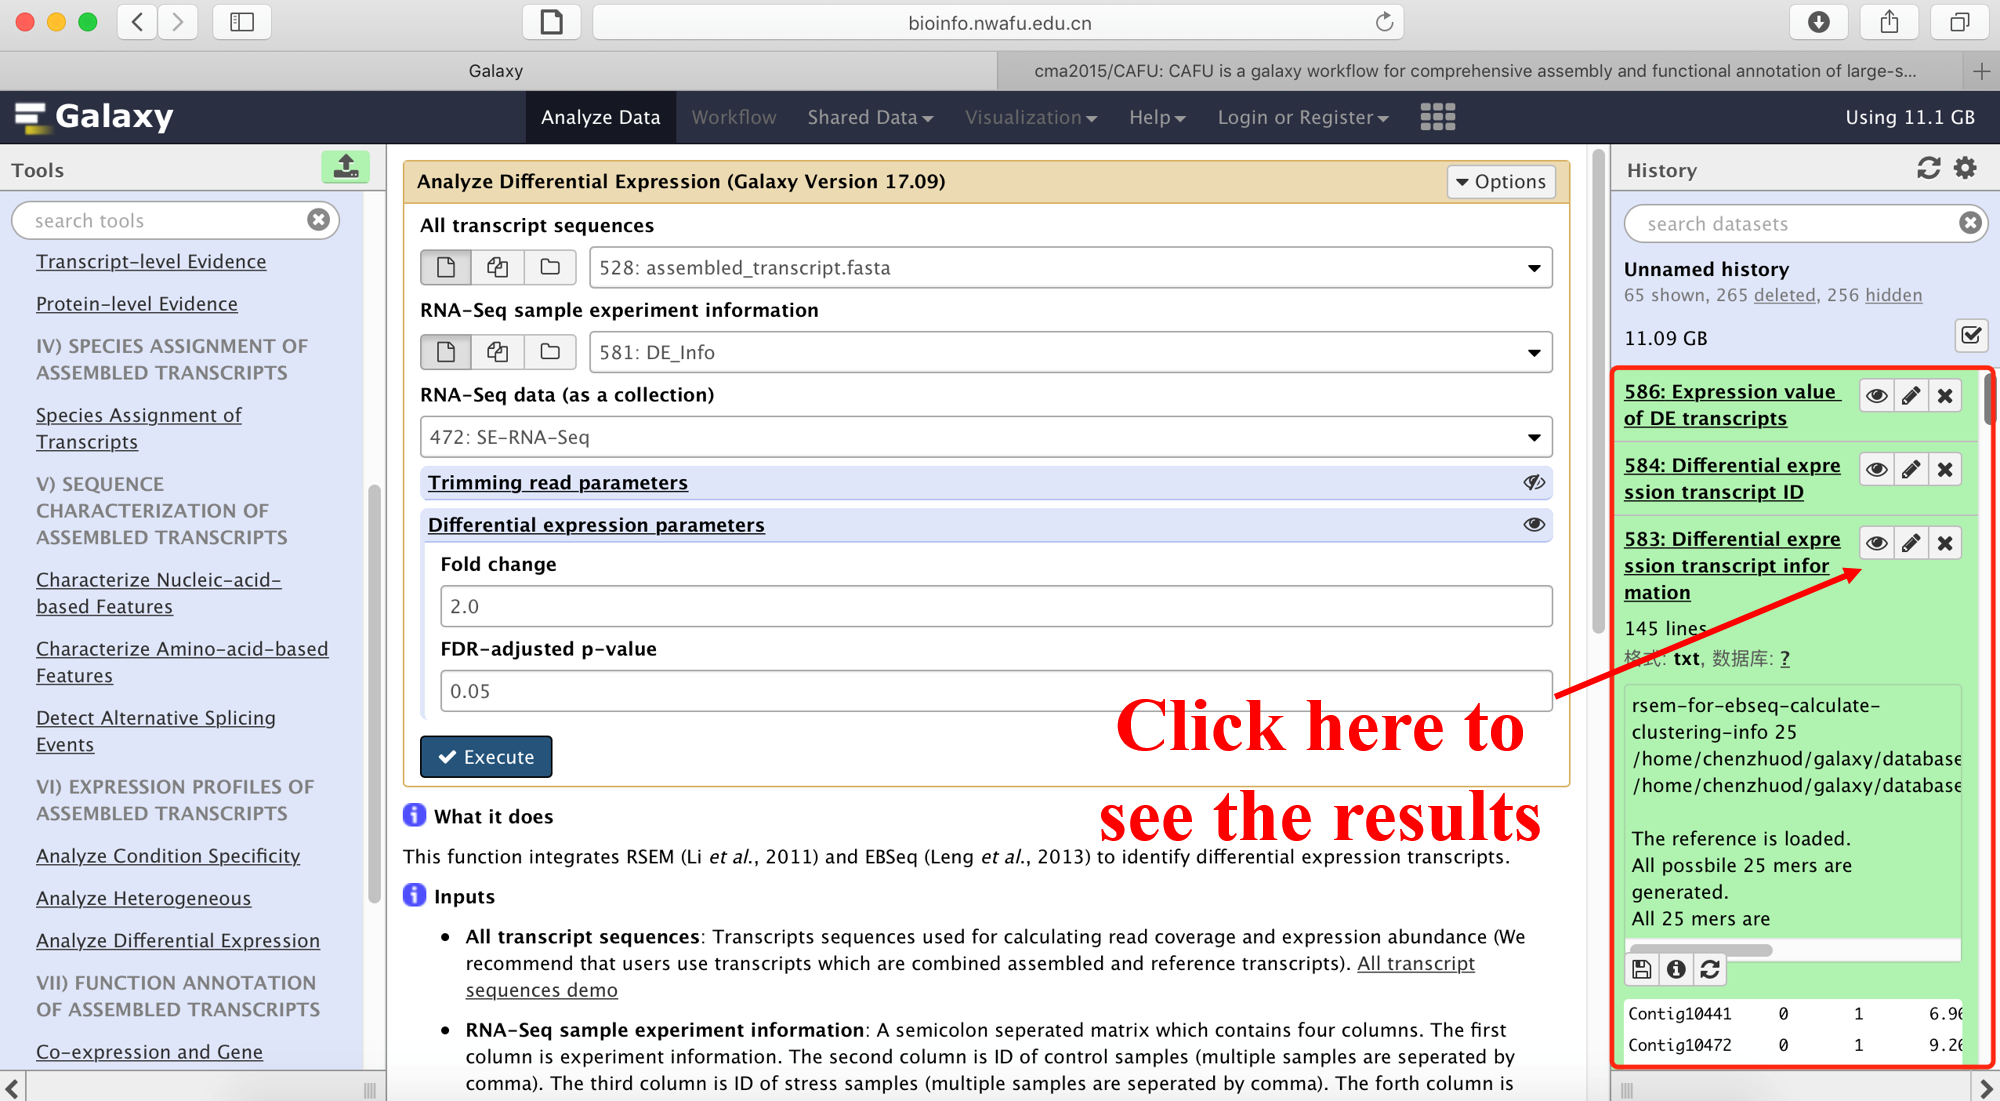 bioinfo.nwafu.edu.cn
Galaxy
cma2015/CAFU: CAFU is a galaxy workflow for comprehensive assembly and functional annotation of large-s...
Galaxy
Analyze Data
Workflow
Shared Data
Visualization
Help
Login or Register
Using 11.1 GB
Tools
search tools
Transcript-level Evidence
Protein-level Evidence
IV) SPECIES ASSIGNMENT OF
ASSEMBLED TRANSCRIPTS
Species Assignment of
Transcripts
V) SEQUENCE
CHARACTERIZATION OF
ASSEMBLED TRANSCRIPTS
Characterize Nucleic-acid-
based Features
Characterize Amino-acid-based
Features
Detect Alternative Splicing
Events
VI) EXPRESSION PROFILES OF
ASSEMBLED TRANSCRIPTS
Analyze Condition Specificity
Analyze Heterogeneous
Analyze Differential Expression
VII) FUNCTION ANNOTATION
OF ASSEMBLED TRANSCRIPTS
Co-expression and Gene
Analyze Differential Expression (Galaxy Version 17.09)
Options
All transcript sequences
528: assembled_transcript.fasta
RNA-Seq sample experiment information
581: DE_Info
RNA-Seq data (as a collection)
472: SE-RNA-Seq
Trimming read parameters
Differential expression parameters
Fold change
2.0
FDR-adjusted p-value
0.05
Execute
Click here to
see the results
What it does
This function integrates RSEM (Li et al., 2011) and EBSeq (Leng et al., 2013) to identify differential expression transcripts.
Inputs
All transcript sequences: Transcripts sequences used for calculating read coverage and expression abundance (We
recommend that users use transcripts which are combined assembled and reference transcripts). All transcript
sequences demo
RNA-Seq sample experiment information: A semicolon seperated matrix which contains four columns. The first
column is experiment information. The second column is ID of control samples (multiple samples are seperated by
comma). The third column is ID of stress samples (multiple samples are seperated by comma). The forth column is
History
search datasets
Unnamed history
65 shown, 265 deleted, 256 hidden
11.09 GB
586: Expression value
of DE transcripts
584: Differential expre
ssion transcript ID
583: Differential expre
ssion transcript infor
mation
145 lines
格式: txt, 数据库: ?
rsem-for-ebseq-calculate-
clustering-info 25
/home/chenzhuod/galaxy/database
/home/chenzhuod/galaxy/database
The reference is loaded.
All possbile 25 mers are
generated.
All 25 mers are
Contig10441 0 1 6.96
Contig10472 0 1 9.26